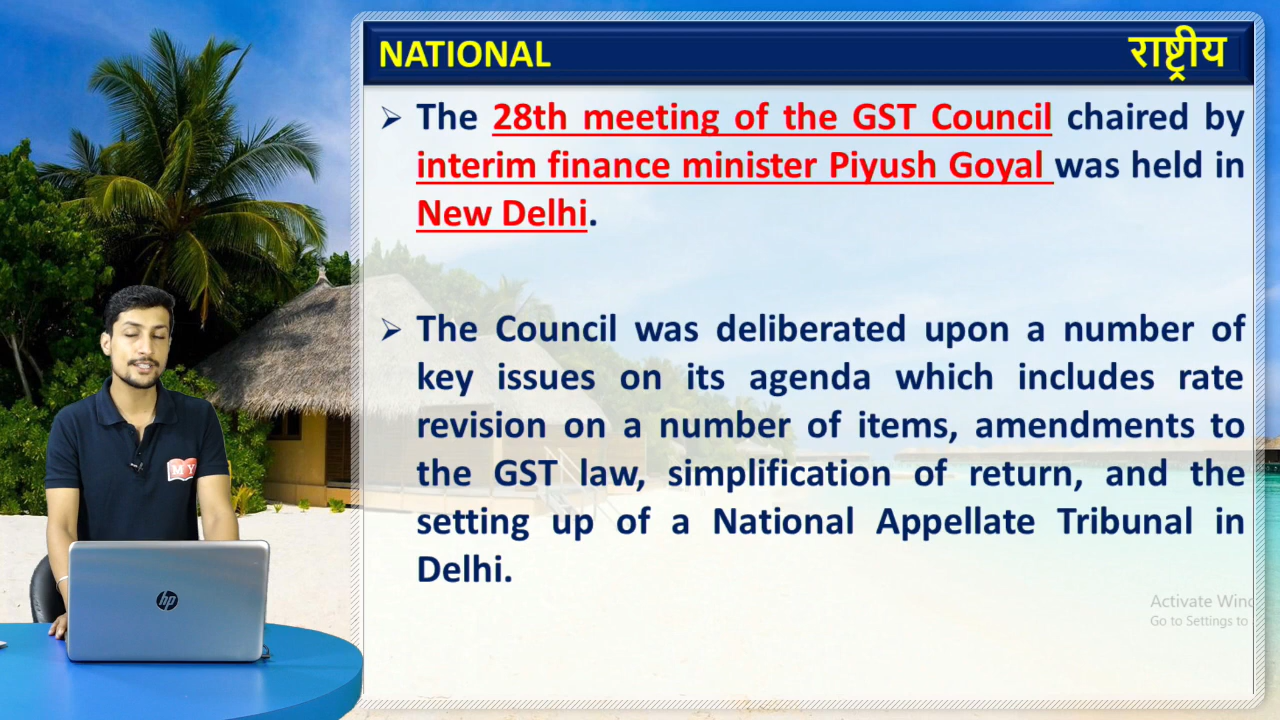 NATIONAL राष्ट्रीय
➢ The 28th meeting of the GST Council chaired by
interim finance minister Piyush Goyal was held in
New Delhi.
➢ The Council was deliberated upon a number of
key issues on its agenda which includes rate
revision on a number of items, amendments to
the GST law, simplification of return, and the
setting up of a National Appellate Tribunal in
Delhi.
Activate Wind
Go to Settings to
MY
hp